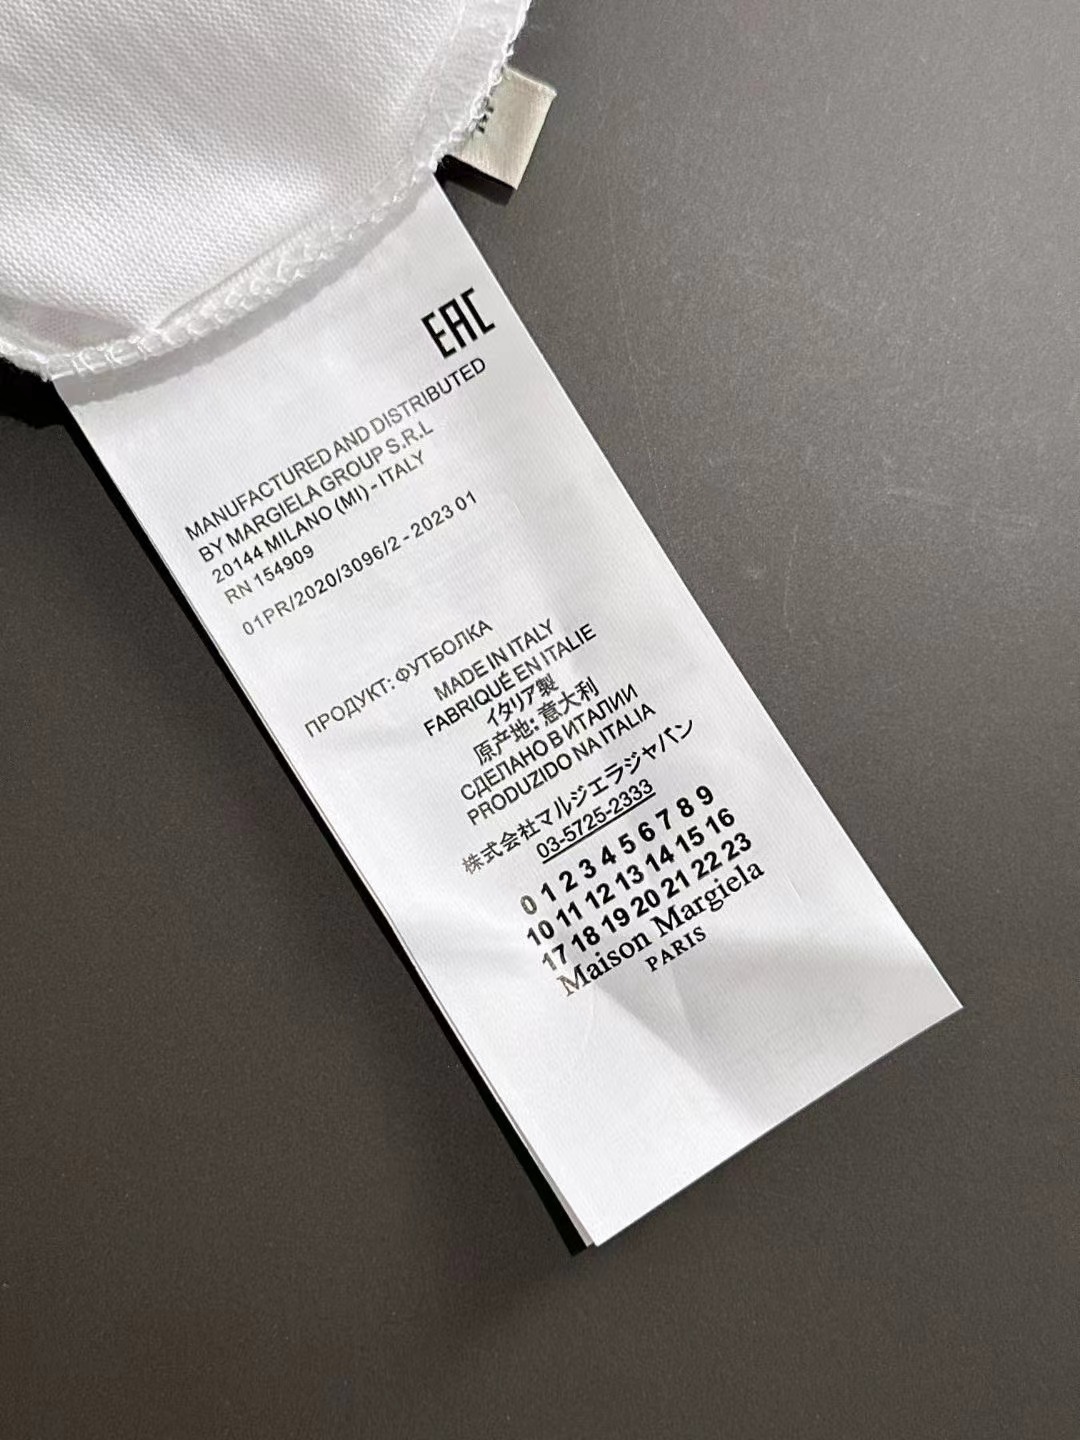 EAC
MANUFACTURED AND DISTRIBUTED
BY MARGIELA GROUP S.R.L
20144 MILANO (MI) - ITALY
RN 154909
01PR/2020/3096/2 - 2023 01
ПРОДУКТ: ФУТБОЛКА
MADE IN ITALY
FABRIQUÉ EN ITALIE
イタリア製
原产地: 意大利
СДЕЛАНО В ИТАЛИИ
PRODUZIDO NA ITALIA
株式会社マルジエラジャパン
03-5725-2333
0 1 2 3 4 5 6 7 8 9
10 11 12 13 14 15 16
17 18 19 20 21 22 23
Maison Margiela
PARIS